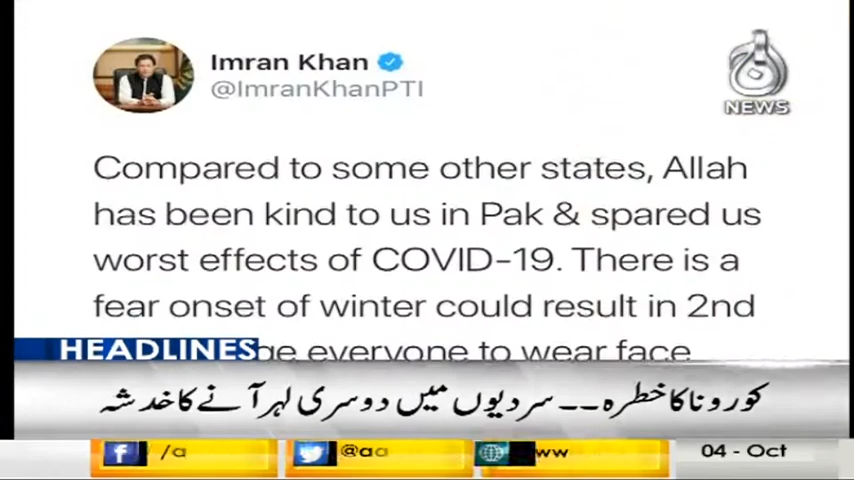 Imran Khan
@ImranKhanPTI
NEWS
Compared to some other states, Allah
has been kind to us in Pak & spared us
worst effects of COVID-19. There is a
fear onset of winter could result in 2nd
everyone to wear face
HEADLINES
کورونا کا خطرہ۔۔سردیوں میں دوسری لہر آنے کا خدشہ
/a
@aa
ww
04 - Oct